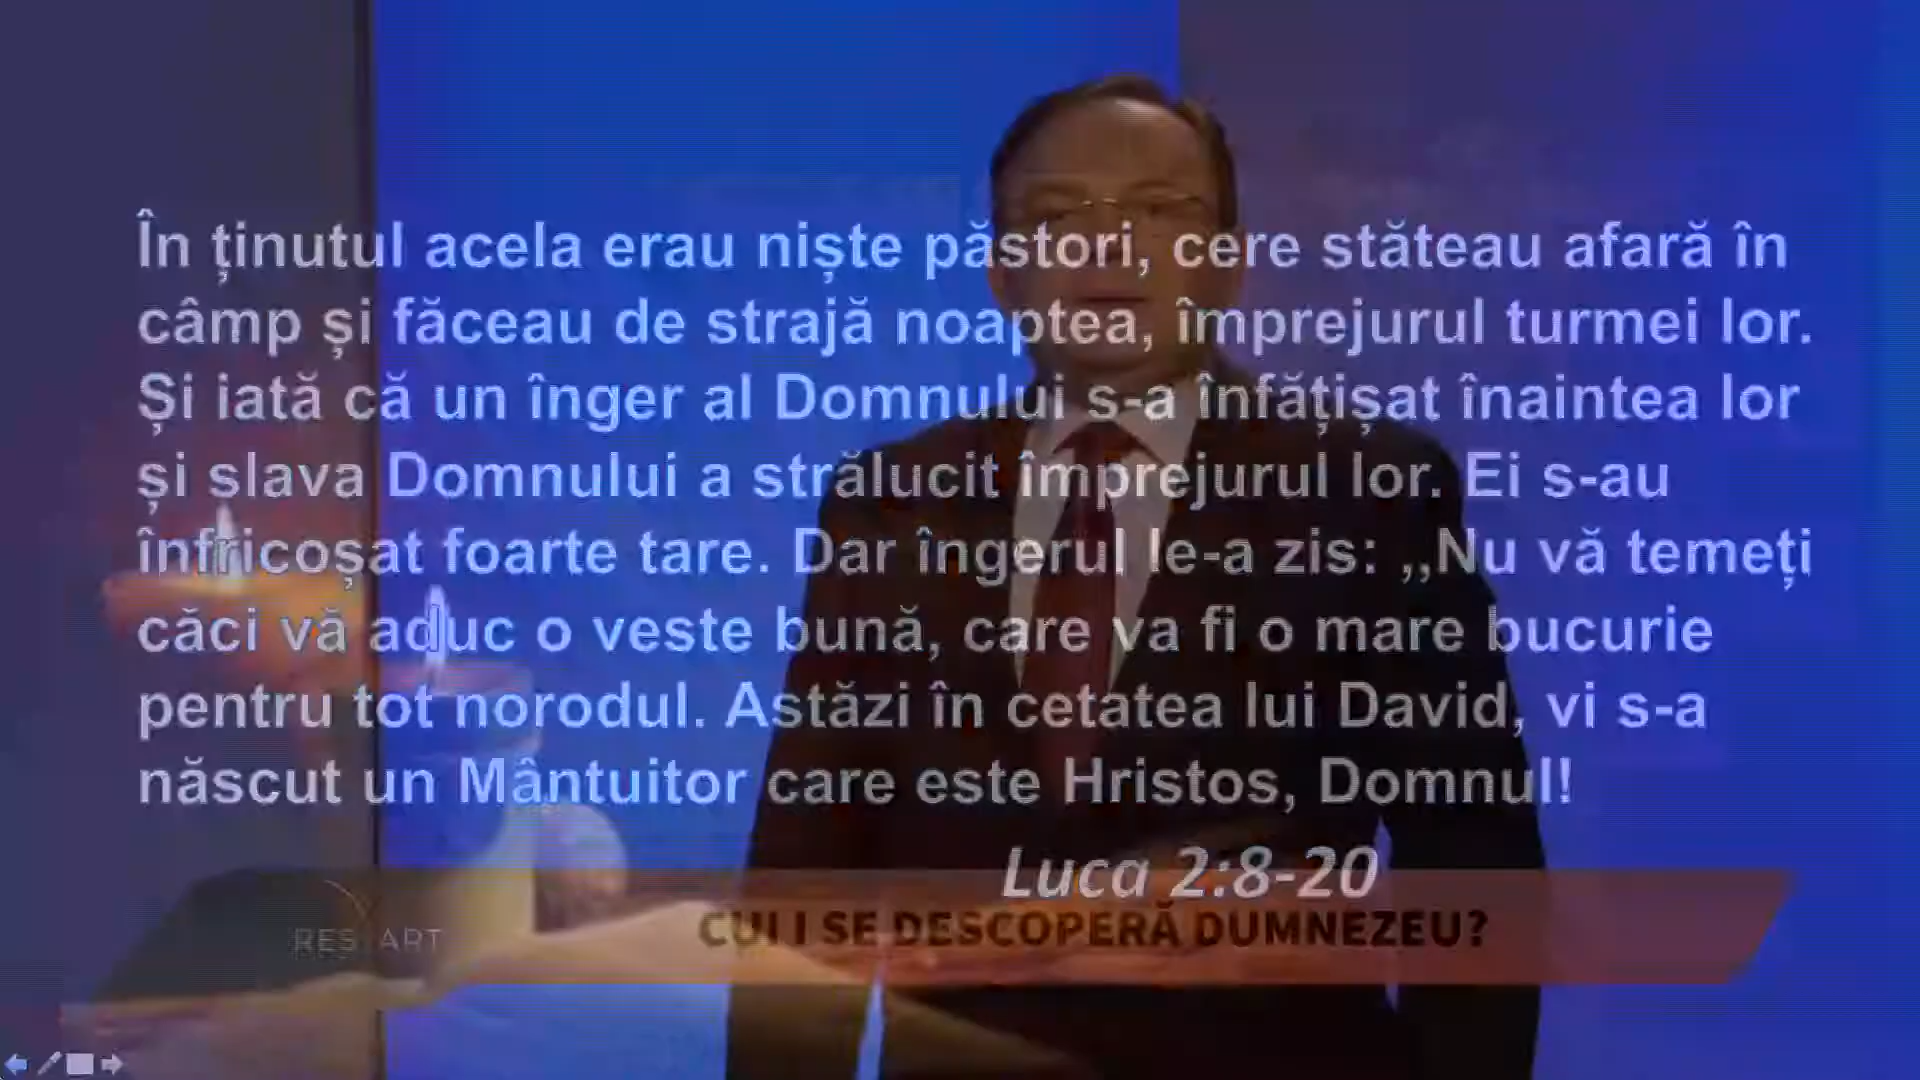 În ținutul acela erau niște păstori, cere stăteau afară în
câmp și făceau de strajă noaptea, împrejurul turmei lor.
Și iată că un înger al Domnului s-a înfățișat înaintea lor
și slava Domnului a strălucit împrejurul lor. Ei s-au
înfricoșat foarte tare. Dar îngerul le-a zis: ,,Nu vă temeți
căci vă aduc o veste bună, care va fi o mare bucurie
pentru tot norodul. Astăzi în cetatea lui David, vi s-a
născut un Mântuitor care este Hristos, Domnul!
Luca 2:8-20
CUI I SE DESCOPERĂ DUMNEZEU?
RESTART